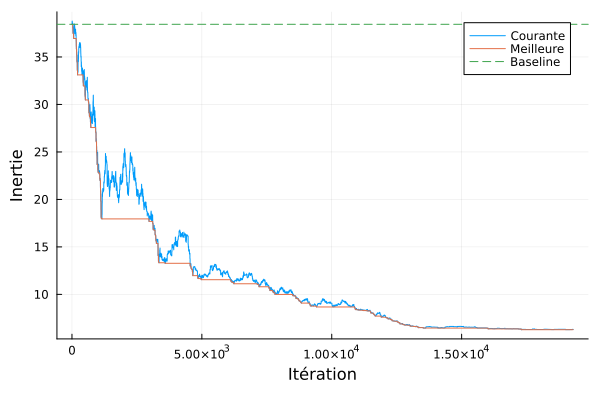 Courante
Meilleure
Baseline
35
30
25
20
15
10
Inertie
0
5.00×10³
1.00×10⁴
1.50×10⁴
Itération